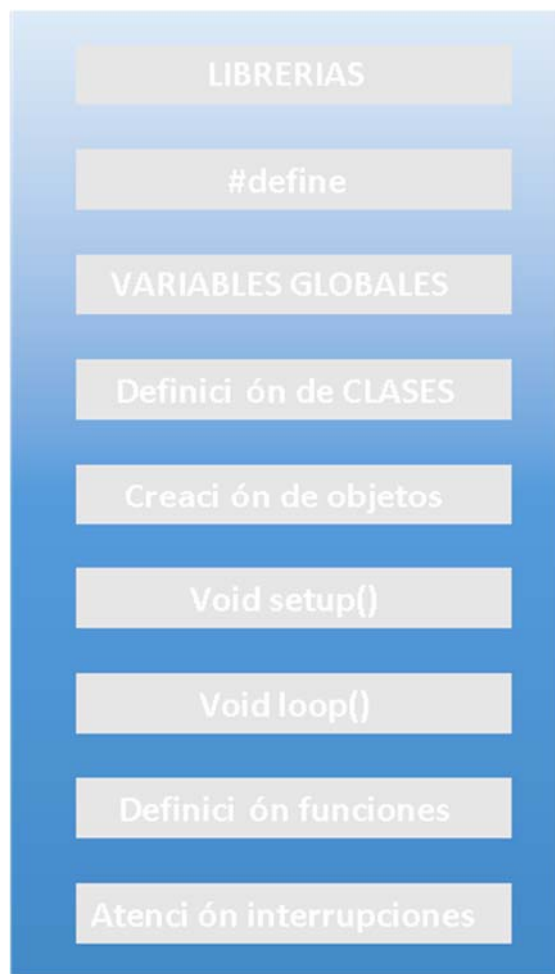 LIBRERIAS
#define
VARIABLES GLOBALES
Definici ón de CLASES
Creaci ón de objetos
Void setup()
Void loop()
Definici ón funciones
Atenci ón interrupciones